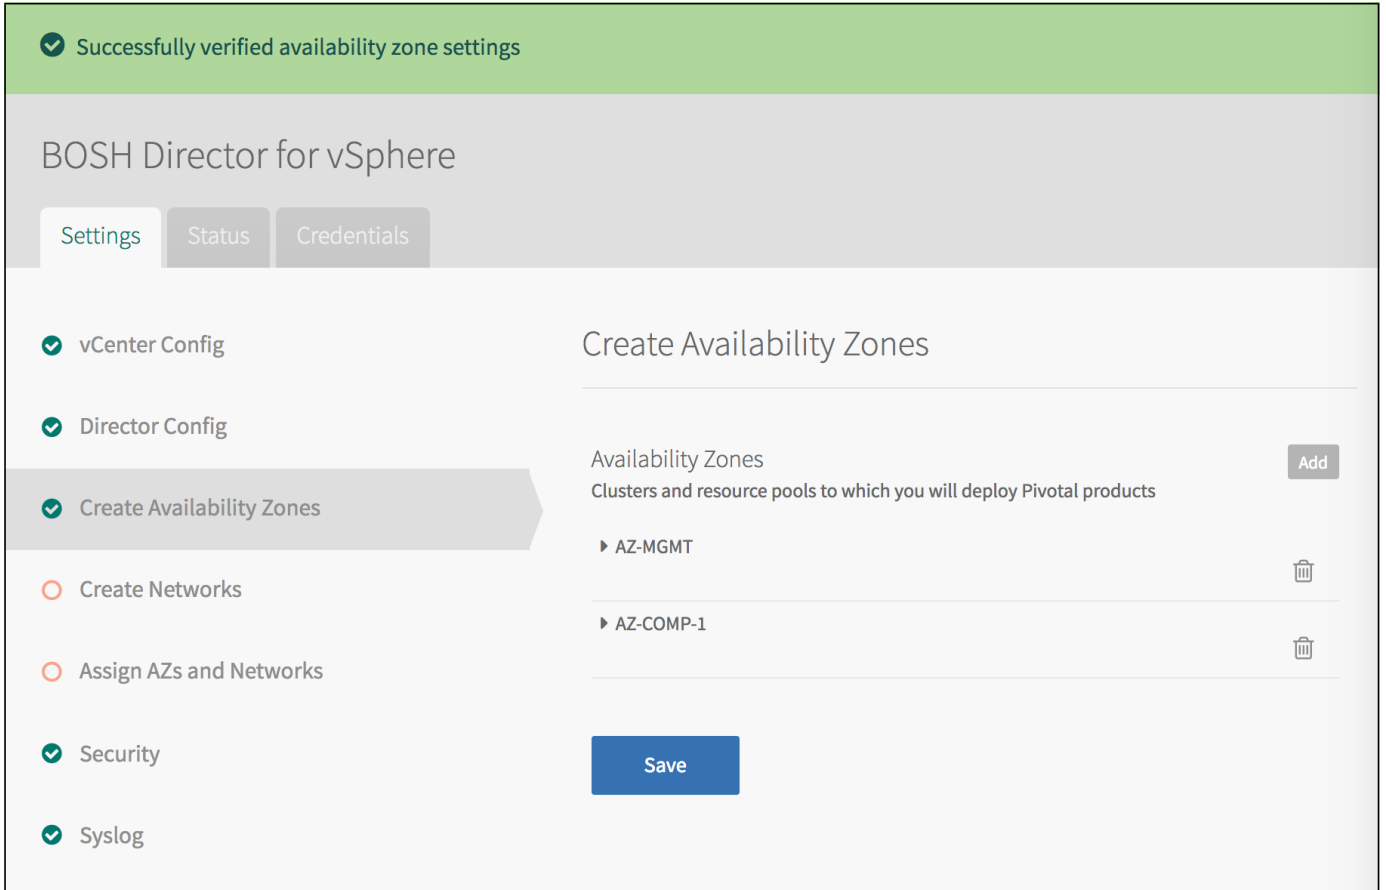 Successfully verified availability zone settings
BOSH Director for vSphere
Settings
Status
Credentials
vCenter Config
Director Config
Create Availability Zones
Create Networks
Assign AZs and Networks
Security
Syslog
Create Availability Zones
Availability Zones
Add
Clusters and resource pools to which you will deploy Pivotal products
AZ-MGMT
AZ-COMP-1
Save